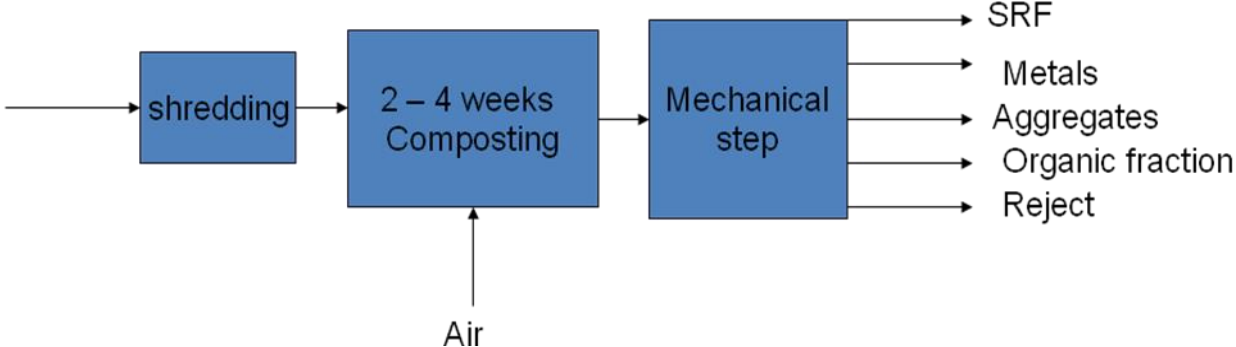 shredding
2 – 4 weeks
Composting
Air
Mechanical
step
SRF
Metals
Aggregates
Organic fraction
Reject